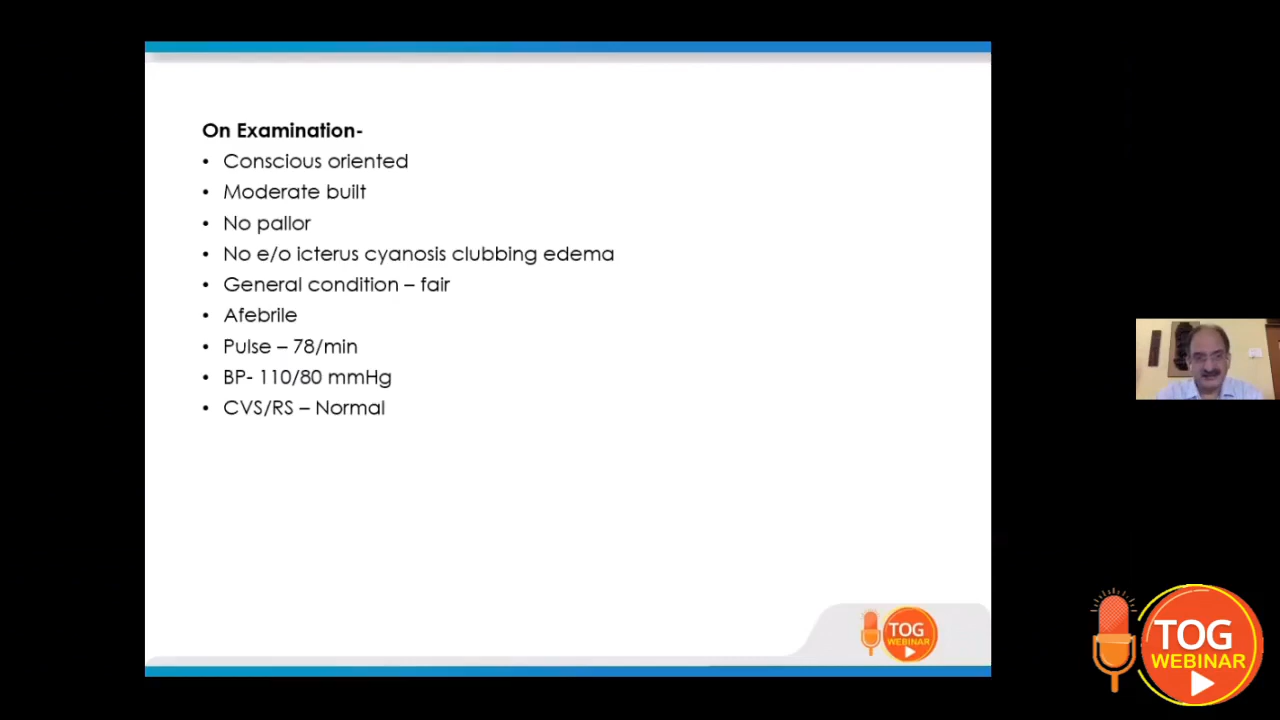 On Examination-
• Conscious oriented
• Moderate built
• No pallor
• No e/o icterus cyanosis clubbing edema
• General condition – fair
• Afebrile
• Pulse – 78/min
• BP- 110/80 mmHg
• CVS/RS – Normal
TOG
WEBINAR
TOG
WEBINAR